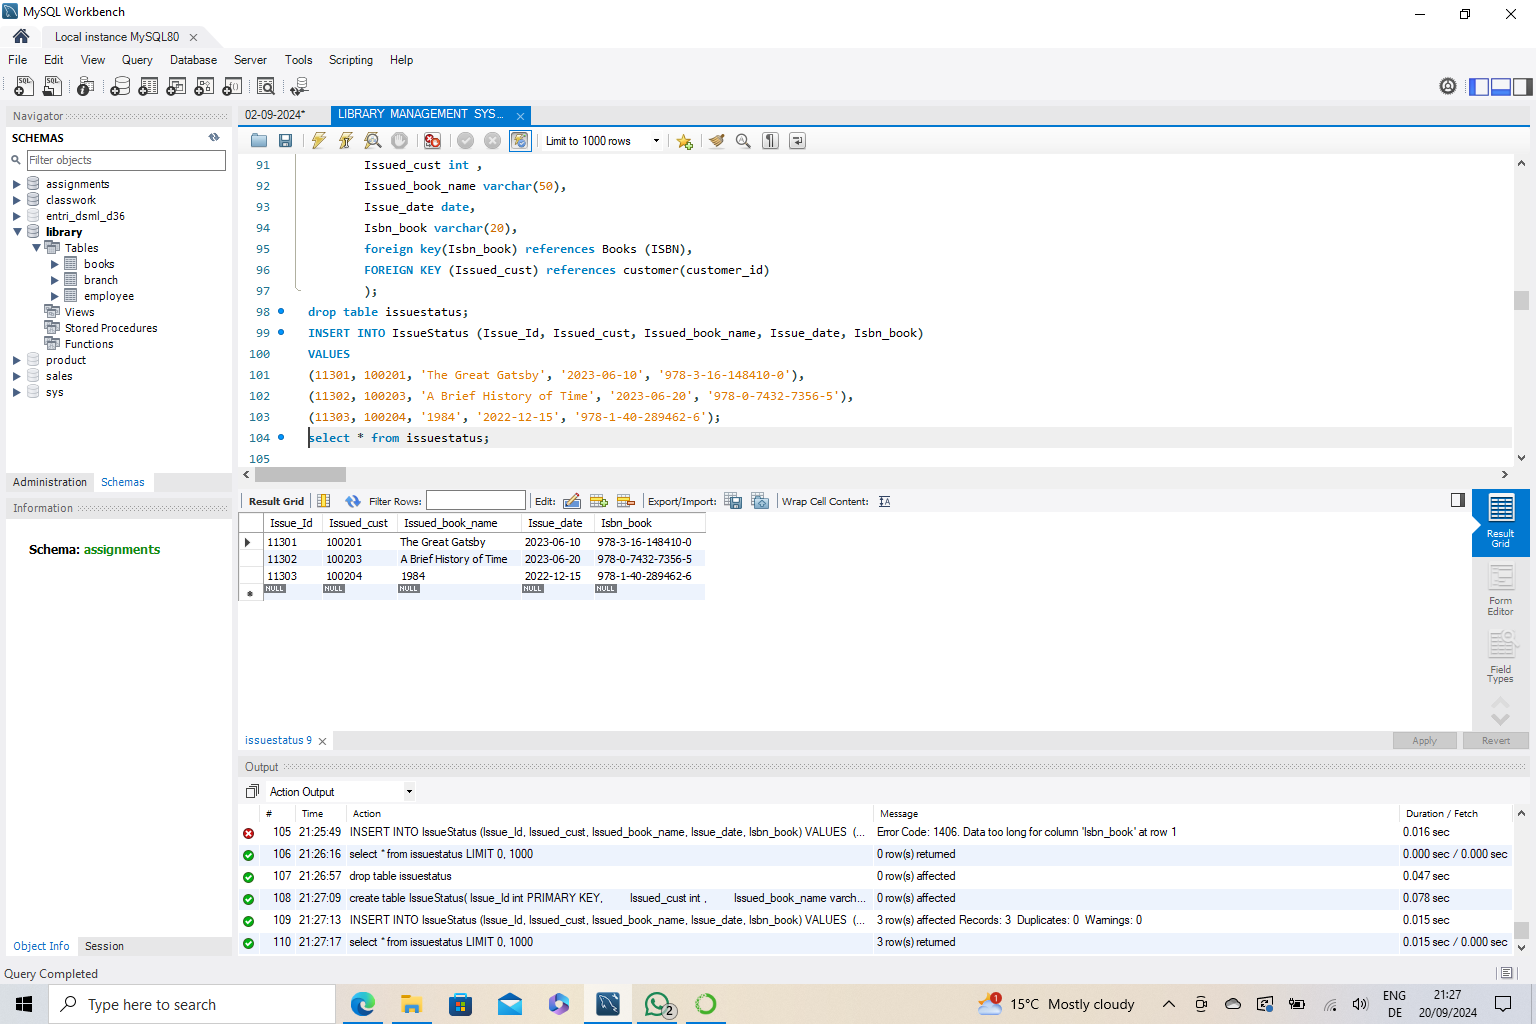 MySQL Workbench
Local instance MySQL80
File Edit View Query Database Server Tools Scripting Help
Navigator
SCHEMAS
Filter objects
assignments
classwork
entri_dsml_d36
library
Tables
books
branch
employee
Views
Stored Procedures
Functions
product
sales
sys
Administration Schemas
Information
Schema: assignments
Object Info Session
02-09-2024*
LIBRARY MANAGEMENT SYS...
Limit to 1000 rows
91 Issued_cust int ,
92 Issued_book_name varchar(50),
93 Issue_date date,
94 Isbn_book varchar(20),
95 foreign key(Isbn_book) references Books (ISBN),
96 FOREIGN KEY (Issued_cust) references customer(customer_id)
97 );
98 drop table issuestatus;
99 INSERT INTO IssueStatus (Issue_Id, Issued_cust, Issued_book_name, Issue_date, Isbn_book)
100 VALUES
101 (11301, 100201, 'The Great Gatsby', '2023-06-10', '978-3-16-148410-0'),
102 (11302, 100203, 'A Brief History of Time', '2023-06-20', '978-0-7432-7356-5'),
103 (11303, 100204, '1984', '2022-12-15', '978-1-40-289462-6');
104 select * from issuestatus;
105
Result Grid Filter Rows: Edit: Export/Import: Wrap Cell Content: IA
Issue_Id Issued_cust Issued_book_name Issue_date Isbn_book
11301 100201 The Great Gatsby 2023-06-10 978-3-16-148410-0
11302 100203 A Brief History of Time 2023-06-20 978-0-7432-7356-5
11303 100204 1984 2022-12-15 978-1-40-289462-6
NULL NULL NULL NULL NULL
Result
Grid
Form
Editor
Field
Types
issuestatus 9
Apply Revert
Output
Action Output
# Time Action Message Duration / Fetch
105 21:25:49 INSERT INTO IssueStatus (Issue_Id, Issued_cust, Issued_book_name, Issue_date, Isbn_book) VALUES (... Error Code: 1406. Data too long for column 'Isbn_book' at row 1 0.016 sec
106 21:26:16 select * from issuestatus LIMIT 0, 1000 0 row(s) returned 0.000 sec / 0.000 sec
107 21:26:57 drop table issuestatus 0 row(s) affected 0.047 sec
108 21:27:09 create table IssueStatus( Issue_Id int PRIMARY KEY, Issued_cust int , Issued_book_name varch... 0 row(s) affected 0.078 sec
109 21:27:13 INSERT INTO IssueStatus (Issue_Id, Issued_cust, Issued_book_name, Issue_date, Isbn_book) VALUES (... 3 row(s) affected Records: 3 Duplicates: 0 Warnings: 0 0.015 sec
110 21:27:17 select * from issuestatus LIMIT 0, 1000 3 row(s) returned 0.015 sec / 0.000 sec
Query Completed
Type here to search
2
1
15°C Mostly cloudy
ENG
DE
21:27
20/09/2024